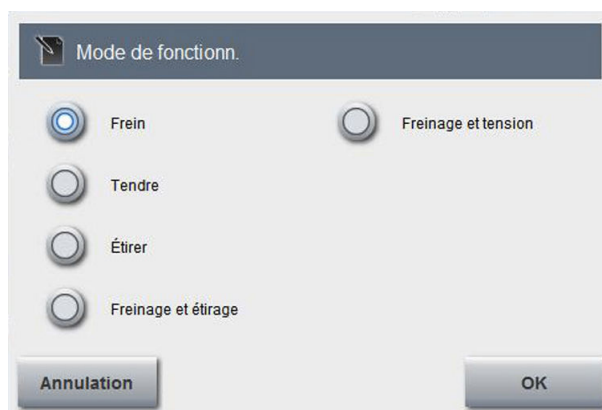 Mode de fonctionn.
Frein
Freinage et tension
Tendre
Étirer
Freinage et étirage
Annulation
OK